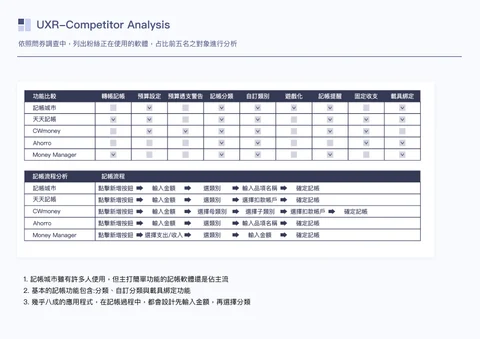 UXR-Competitor Analysis
依照問券調查中，列出粉絲正在使用的軟體，占比前五名之對象進行分析
功能比較 轉帳記帳 預算設定 預算透支警告 記帳分類 自訂類別 遊戲化 記帳提醒 固定收支 載具綁定
記帳城市
天天記帳
CWmoney
Ahorro
Money Manager
記帳流程分析 記帳流程
記帳城市 點擊新增按鈕 ➡ 輸入金額 ➡ 選類別 ➡ 輸入品項名稱 ➡ 確定記帳
天天記帳 點擊新增按鈕 ➡ 輸入金額 ➡ 選類別 ➡ 選擇扣款帳戶 ➡ 確定記帳
CWmoney 點擊新增按鈕 ➡ 輸入金額 ➡ 選擇母類別 ➡ 選擇子類別 ➡ 選擇扣款帳戶 ➡ 確定記帳
Ahorro 點擊新增按鈕 ➡ 輸入金額 ➡ 選類別 ➡ 輸入品項名稱 ➡ 確定記帳
Money Manager 點擊新增按鈕 ➡ 選擇支出/收入 ➡ 選類別 ➡ 輸入金額 ➡ 確定記帳
1. 記帳城市雖有許多人使用，但主打簡單功能的記帳軟體還是佔主流
2. 基本的記帳功能包含:分類、自訂分類與載具綁定功能
3. 幾乎八成的應用程式，在記帳過程中，都會設計先輸入金額，再選擇分類